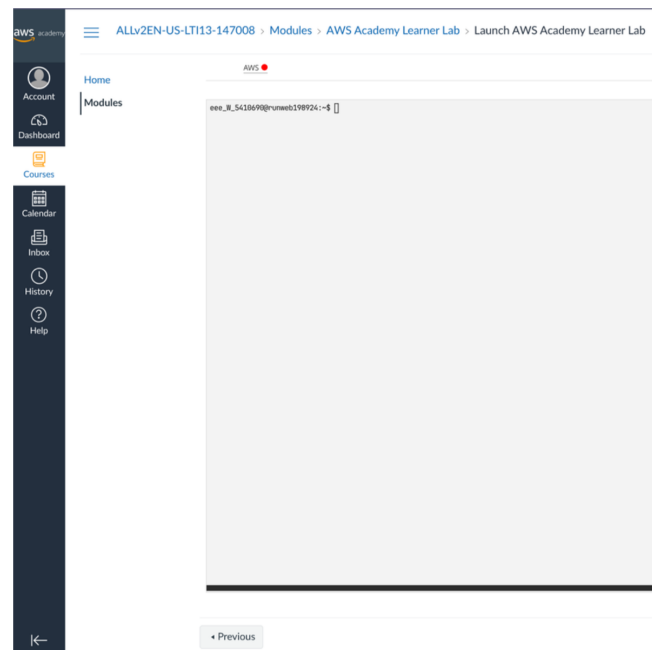 aws academy
ALLv2EN-US-LTI13-147008 > Modules > AWS Academy Learner Lab > Launch AWS Academy Learner Lab
Account
Dashboard
Courses
Calendar
Inbox
History
Help
Home
Modules
AWS
eee_W_5410690@runweb198924:~$ []
◂ Previous